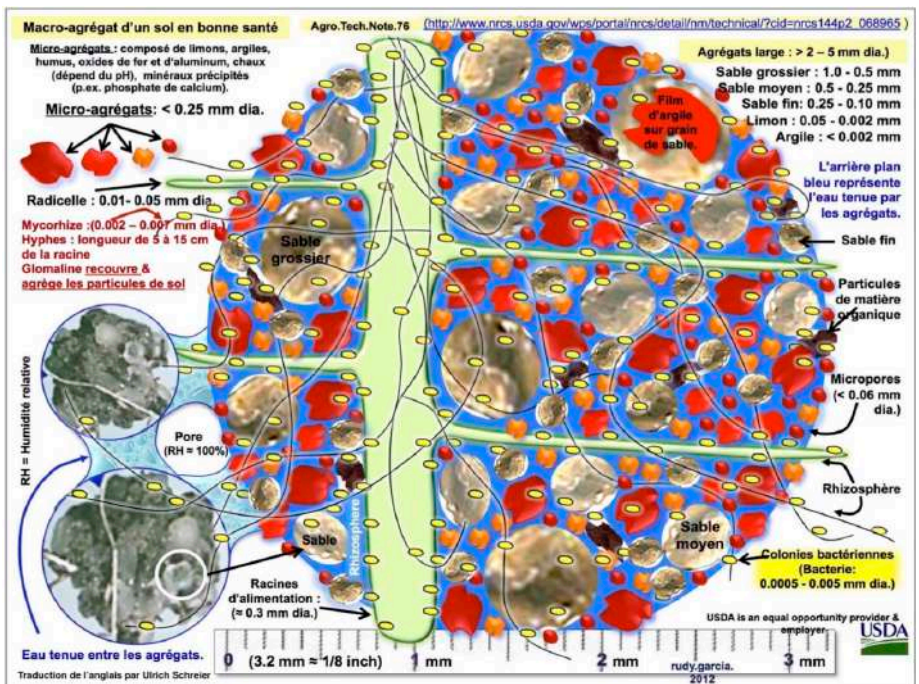 Macro-agrégat d'un sol en bonne santé
Agro.Tech.Note.76
(http://www.nrcs.usda.gov/wps/portal/nrcs/detail/nm/technical/?cid=nrcs144p2_068965 )
Micro-agrégats : composé de limons, argiles,
humus, oxides de fer et d'aluminum, chaux
(dépend du pH), minéraux précipités
(p.ex. phosphate de calcium).
Micro-agrégats: < 0.25 mm dia.
Radicelle : 0.01- 0.05 mm dia
Mycorhize :(0.002 – 0.007 mm dia.)
Hyphes : longueur de 5 à 15 cm
de la racine
Glomaline recouvre &
agrège les particules de sol
Agrégats large : > 2 – 5 mm dia.)
Sable grossier : 1.0 - 0.5 mm
Sable moyen : 0.5 - 0.25 mm
Sable fin: 0.25 - 0.10 mm
Limon : 0.05 - 0.002 mm
Argile : < 0.002 mm
L'arrière plan
bleu représente
l'eau tenue par
les agrégats.
Film
d'argile
sur grain
de sable.
Sable
grossier
Sable fin
Particules
de matière
organique
Micropores
(< 0.06 mm
dia.)
Rhizosphère
RH = Humidité relative
Pore
(RH ≈ 100%)
Rhizosphere
Sable
Sable
moyen
Colonies bactériennes
(Bacterie:
0.0005 - 0.005 mm dia.)
Racines
d'alimentation :
(≈ 0.3 mm dia.)
Eau tenue entre les agrégats.
Traduction de l'anglais par Ulrich Schreier
0 (3.2 mm ≈ 1/8 inch) 1 mm 2 mm 3 mm
rudy.garcia.
2012
USDA is an equal opportunity provider &
employer
USDA